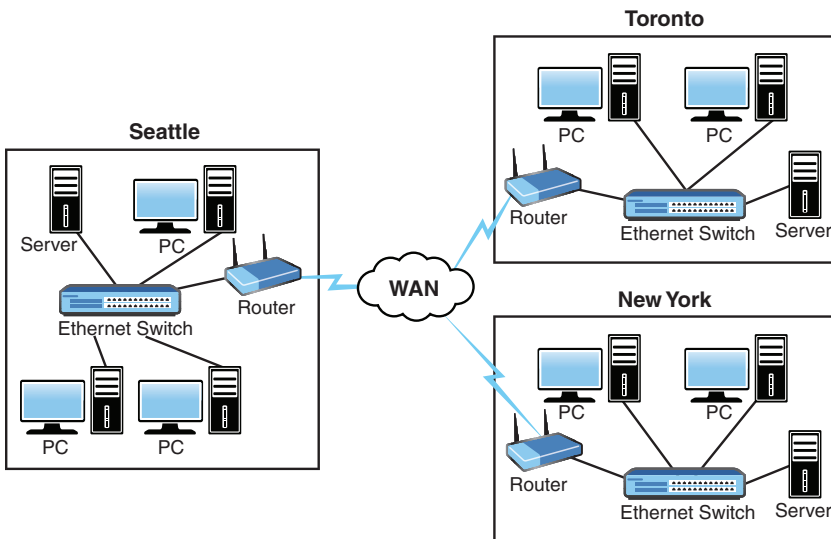 Seattle
Server
PC
Router
Ethernet Switch
PC
PC
WAN
Toronto
PC
PC
Router
Ethernet Switch
Server
New York
PC
PC
Router
Ethernet Switch
Server